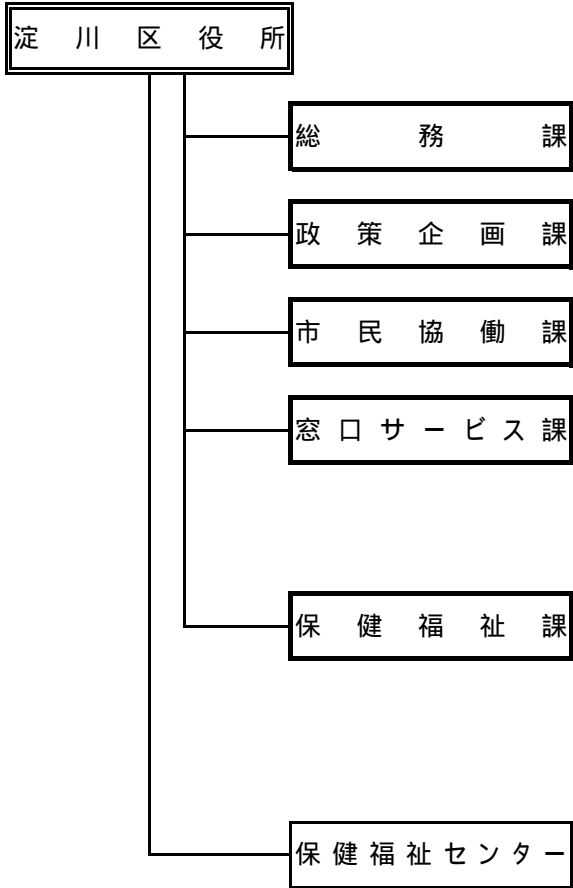 淀川区役所
総務課
政策企画課
市民協働課
窓口サービス課
保健福祉課
保健福祉センター